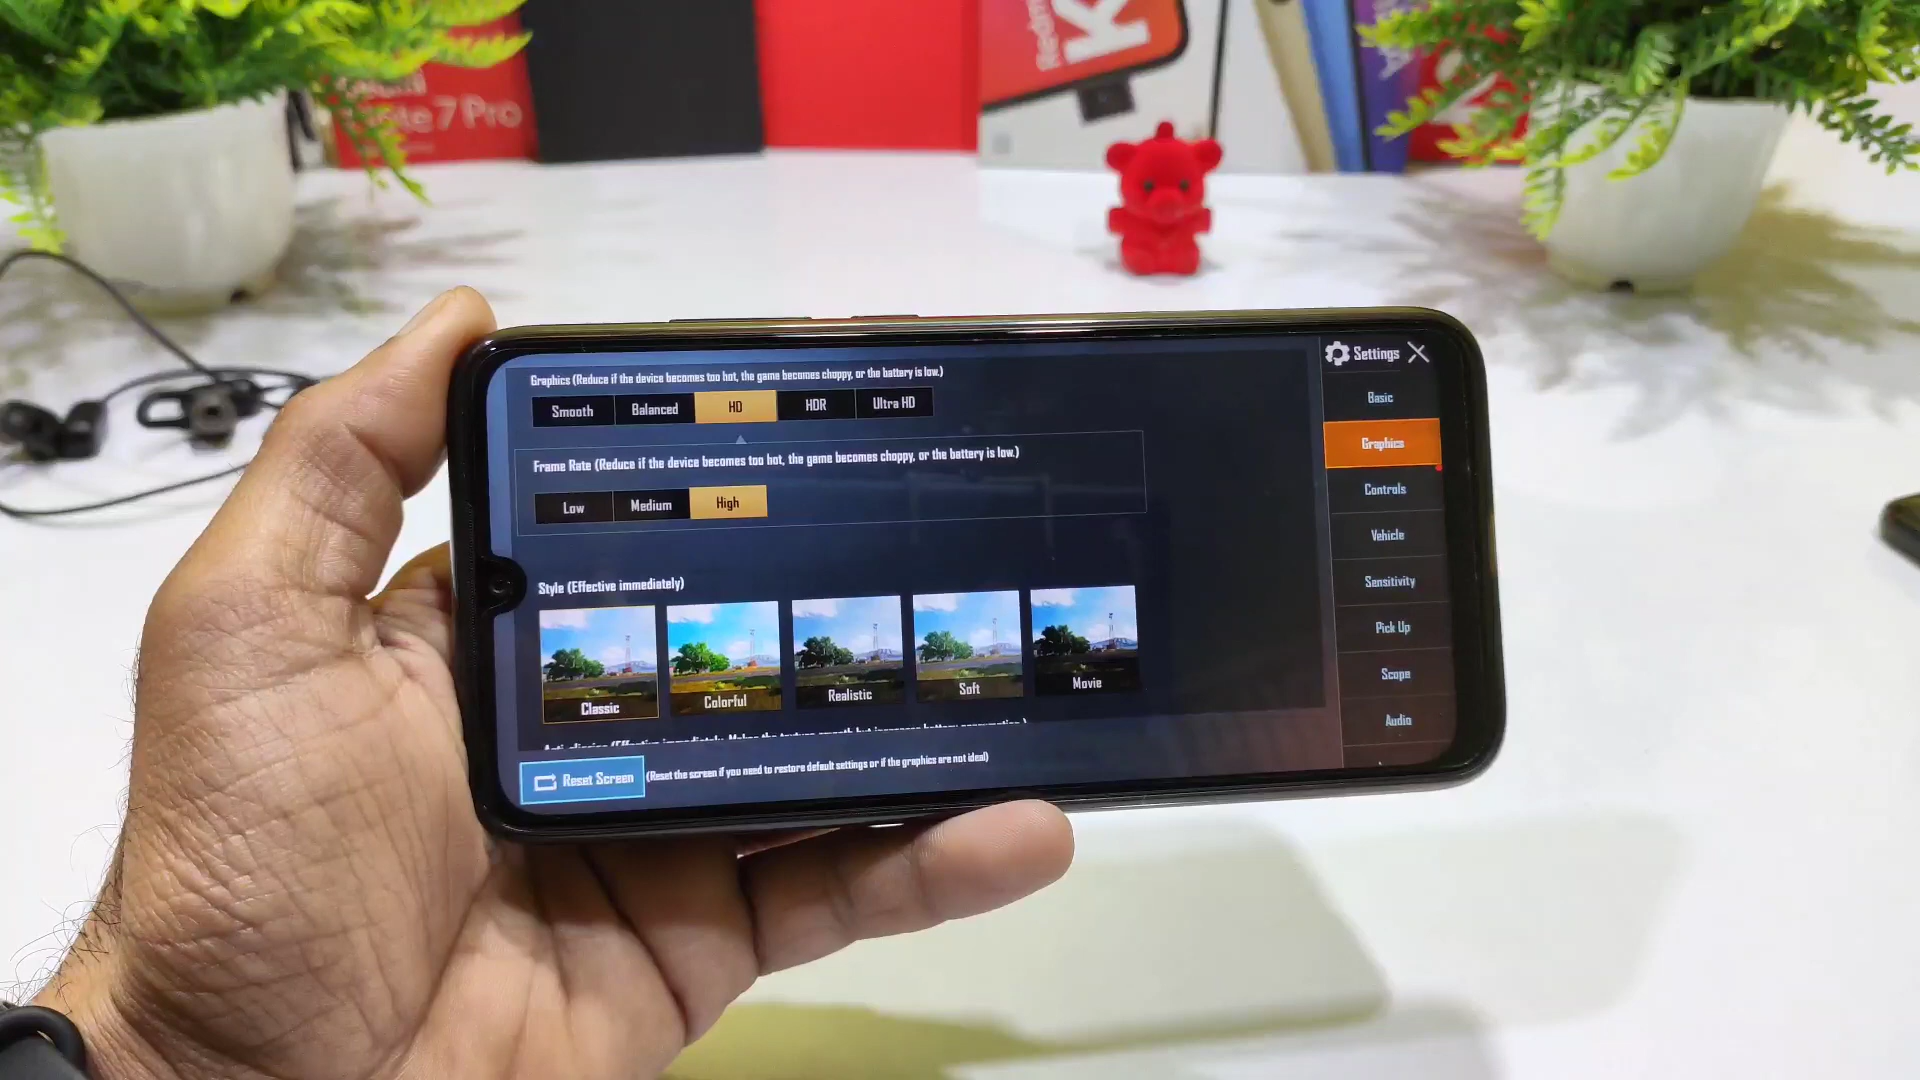 7 Pro
Redmi
K
Settings
Graphics (Reduce if the device becomes too hot, the game becomes choppy, or the battery is low.)
Smooth
Balanced
HD
HDR
Ultra HD
Basic
Graphics
Frame Rate (Reduce if the device becomes too hot, the game becomes choppy, or the battery is low.)
Low
Medium
High
Controls
Vehicle
Style (Effective immediately)
Sensitivity
Classic
Colorful
Realistic
Soft
Movie
Pick Up
Scope
Audio
Reset Screen
(Reset the screen if you need to restore default settings or if the graphics are not ideal)